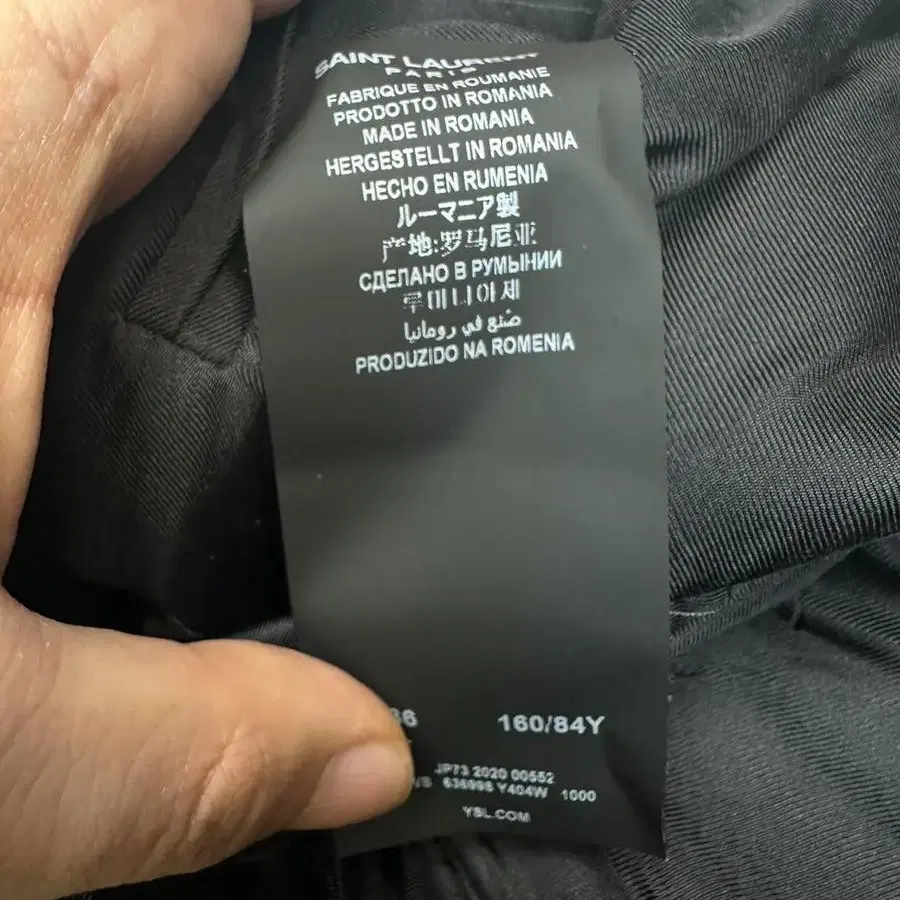 SAINT LAURENT
PARIS
FABRIQUE EN ROUMANIE
PRODOTTO IN ROMANIA
MADE IN ROMANIA
HERGESTELLT IN ROMANIA
HECHO EN RUMENIA
ルーマニア製
产地:罗马尼亚
СДЕЛАНО В РУМЫНИИ
루마니아제
صنع في رومانيا
PRODUZIDO NA ROMENIA
36 160/84Y
JP73 2020 00552
636998 Y404W 1000
YSL.COM